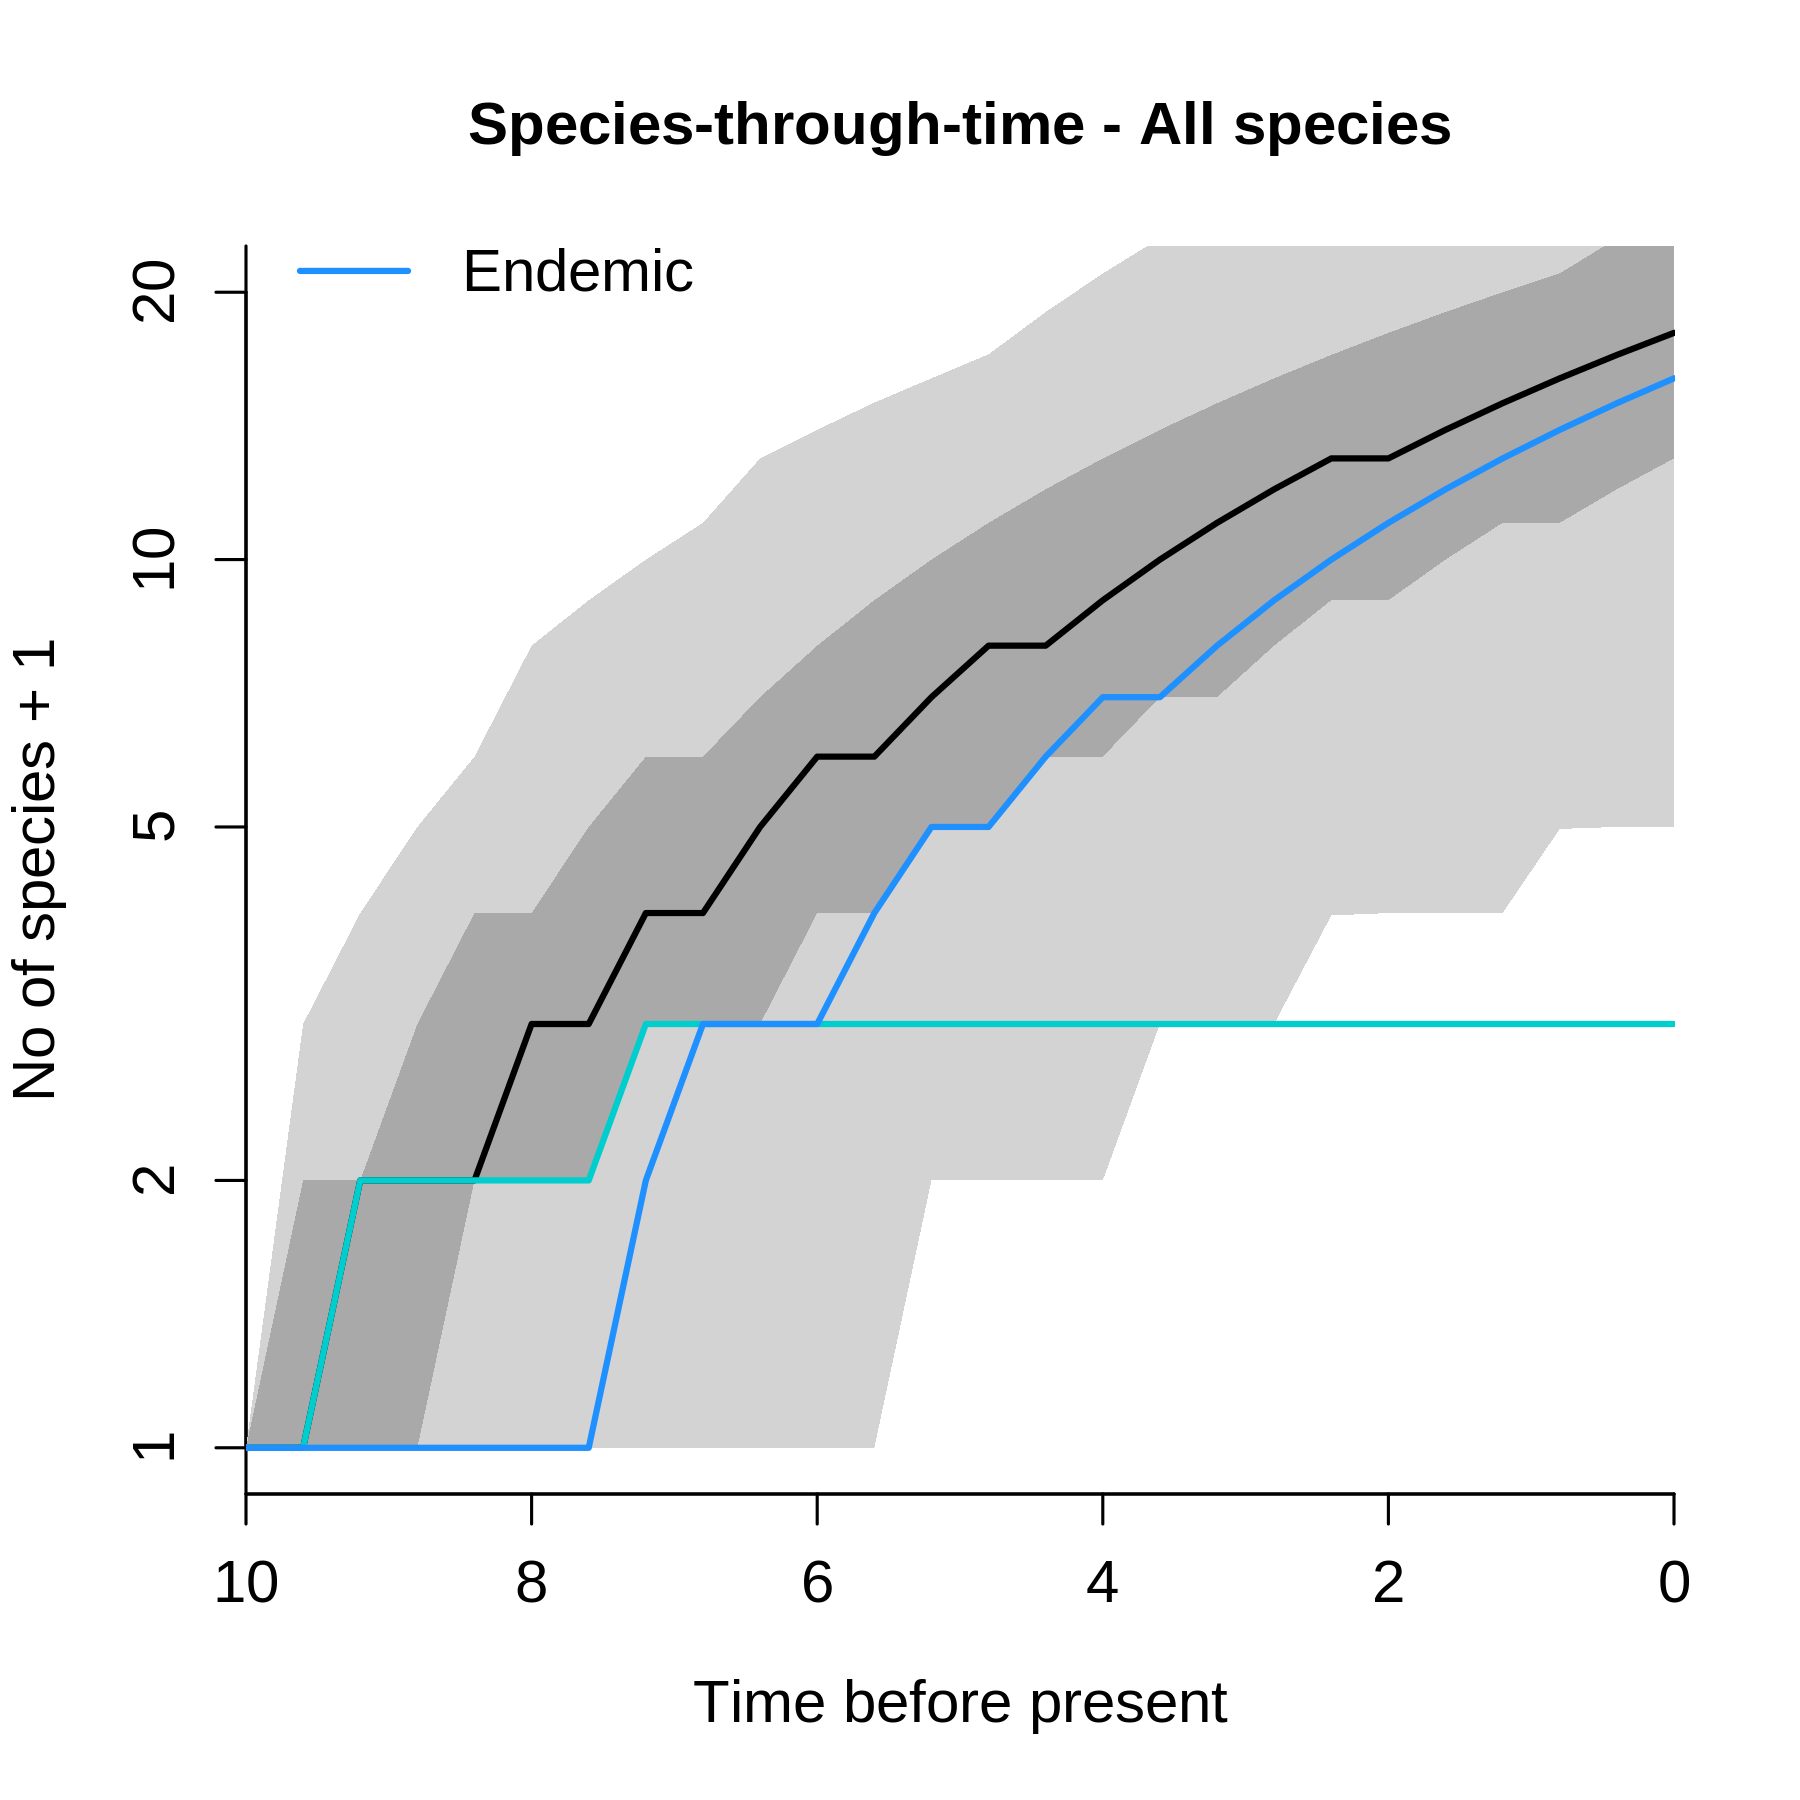 Species-through-time - All species
Endemic
20
10
5
2
1
No of species + 1
10 8 6 4 2 0
Time before present